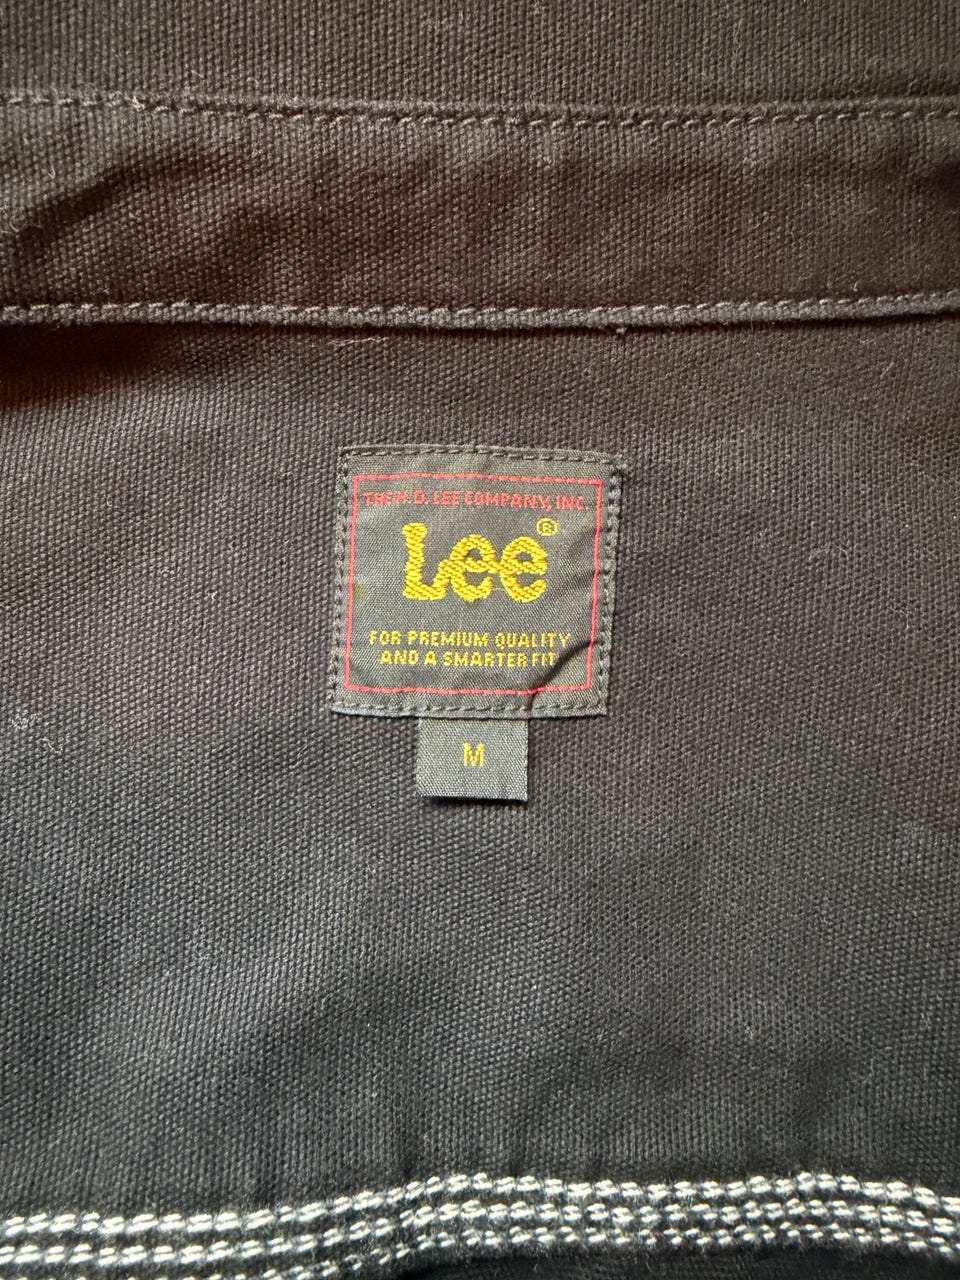 THE H. D. LEE COMPANY, INC.
Lee®
FOR PREMIUM QUALITY
AND A SMARTER FIT
M